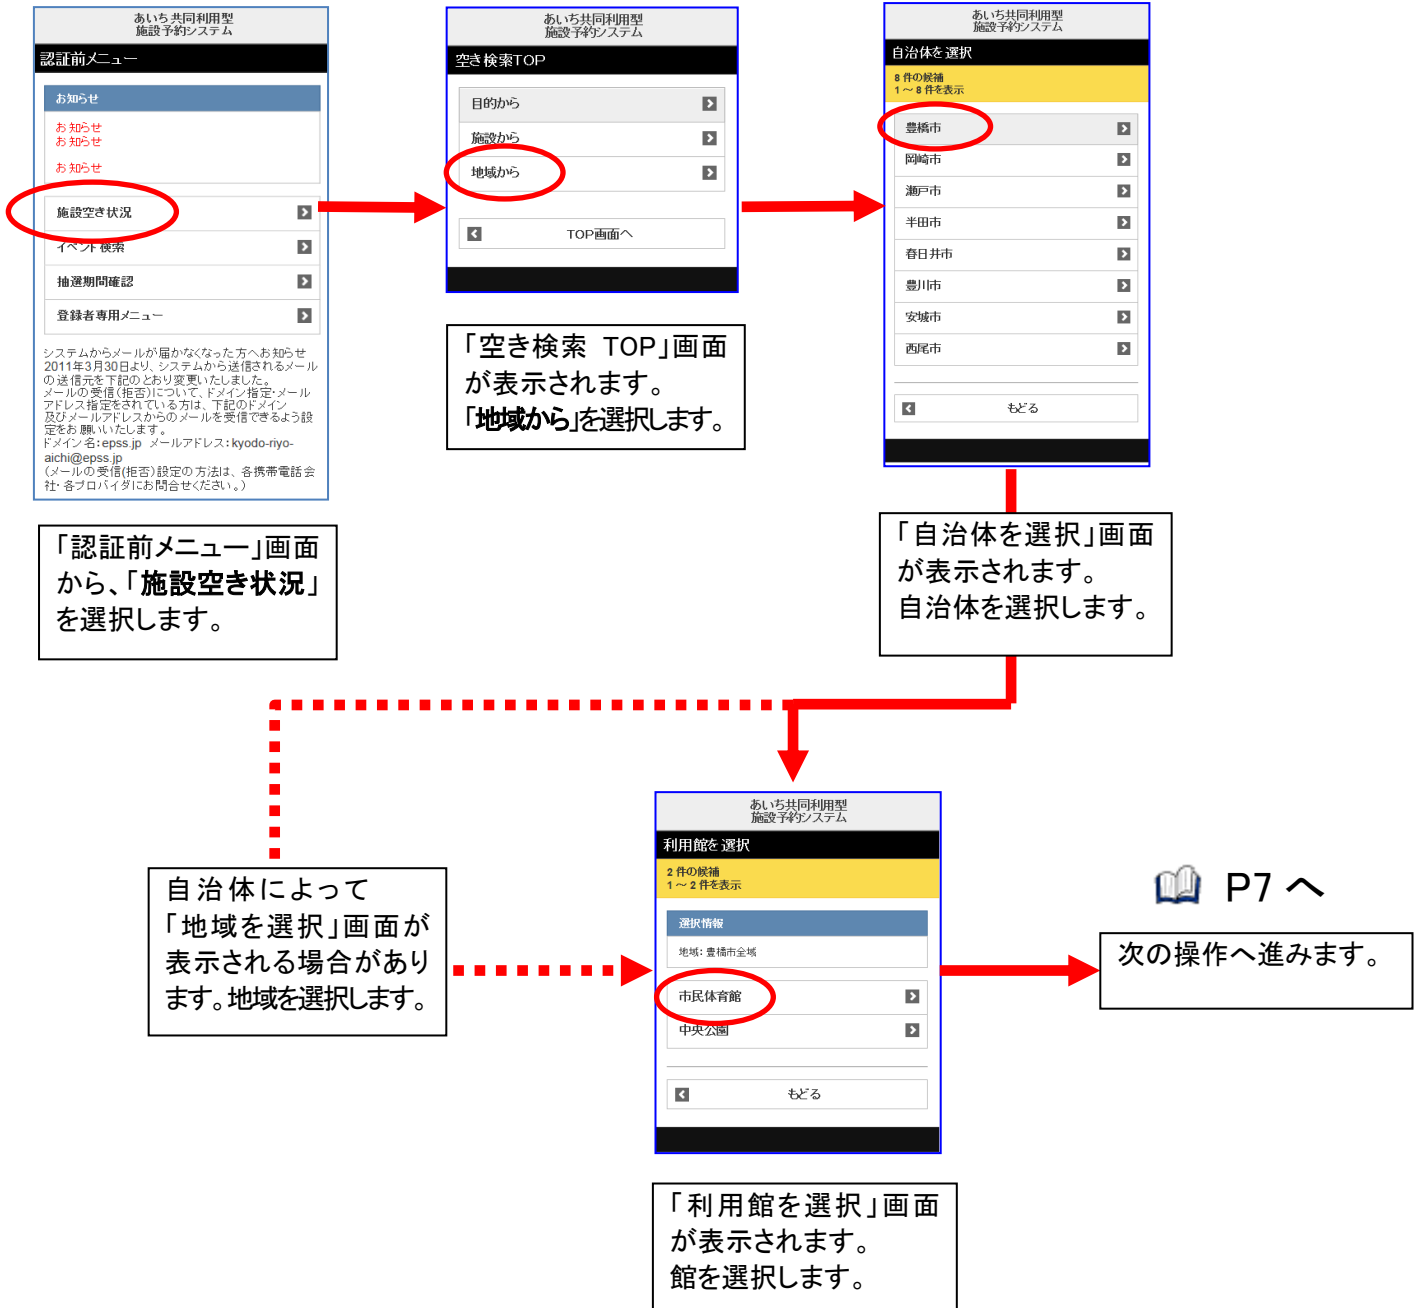 あいち共同利用型
施設予約システム
認証前メニュー
お知らせ
お知らせ
お知らせ
お知らせ
施設空き状況
イベント検索
抽選期間確認
登録者専用メニュー
システムからメールが届かなくなった方へお知らせ
2011年3月30日より、システムから送信されるメール
の送信元を下記のとおり変更いたしました。
メールの受信(拒否)について、ドメイン指定・メール
アドレス指定をされている方は、下記のドメイン
及びメールアドレスからのメールを受信できるよう設
定をお願いいたします。
ドメイン名：epss.jp メールアドレス：kyodo-riyo-
aichi@epss.jp
（メールの受信(拒否)設定の方法は、各携帯電話会
社・各プロバイダにお問合せください。）
「認証前メニュー」画面
から、「施設空き状況」
を選択します。
あいち共同利用型
施設予約システム
空き検索TOP
目的から
施設から
地域から
TOP画面へ
「空き検索 TOP」画面
が表示されます。
「地域から」を選択します。
あいち共同利用型
施設予約システム
自治体を選択
8 件の候補
1 ～ 8 件を表示
豊橋市
岡崎市
瀬戸市
半田市
春日井市
豊川市
安城市
西尾市
もどる
「自治体を選択」画面
が表示されます。
自治体を選択します。
自治体によって
「地域を選択」画面が
表示される場合があり
ます。地域を選択します。
あいち共同利用型
施設予約システム
利用館を選択
2 件の候補
1 ～ 2 件を表示
選択情報
地域：豊橋市全域
市民体育館
中央公園
もどる
「利用館を選択」画面
が表示されます。
館を選択します。
P7 へ
次の操作へ進みます。